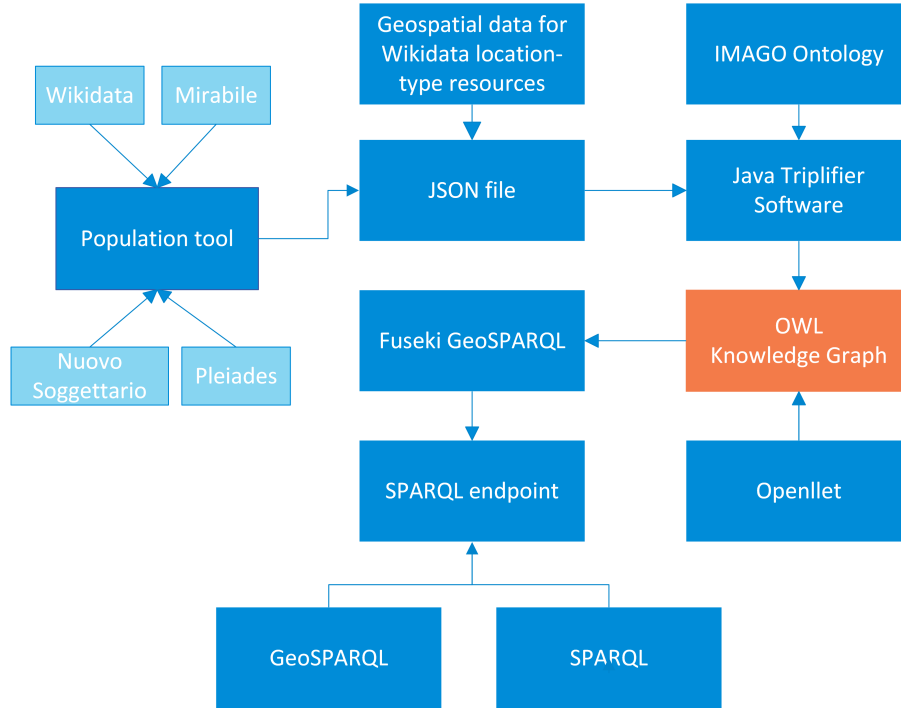 Geospatial data for
Wikidata location-
type resources
IMAGO Ontology
Wikidata
Mirabile
JSON file
Java Triplifier
Software
Population tool
Fuseki GeoSPARQL
OWL
Knowledge Graph
Nuovo
Soggettario
Pleiades
SPARQL endpoint
Openllet
GeoSPARQL
SPARQL